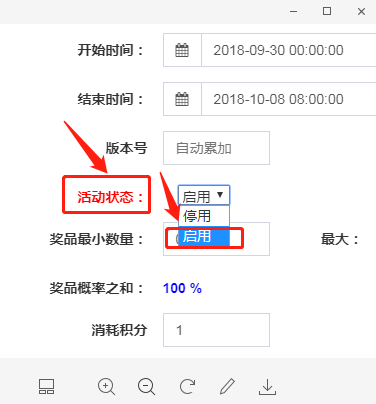 开始时间： 2018-09-30 00:00:00
结束时间： 2018-10-08 08:00:00
版本号 自动累加
活动状态： 启用
停用
启用
奖品最小数量： 最大：
奖品概率之和： 100 %
消耗积分 1